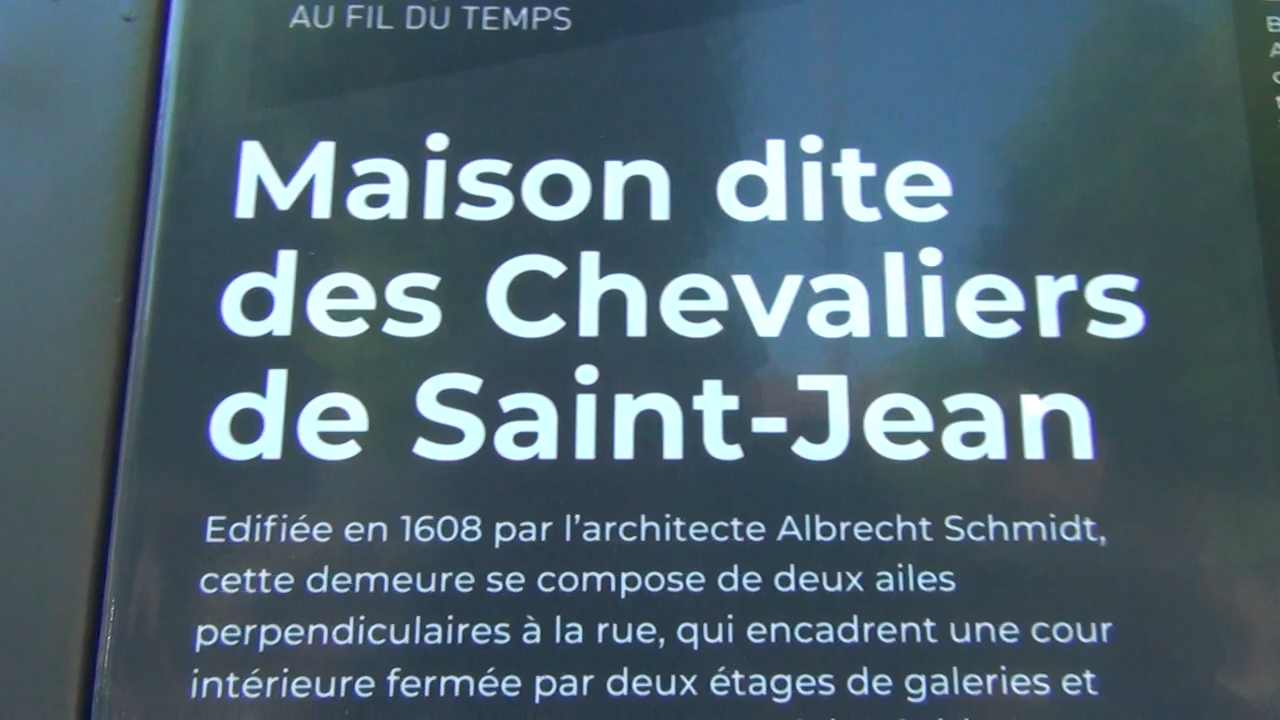 AU FIL DU TEMPS
Maison dite
des Chevaliers
de Saint-Jean
Edifiée en 1608 par l'architecte Albrecht Schmidt,
cette demeure se compose de deux ailes
perpendiculaires à la rue, qui encadrent une cour
intérieure fermée par deux étages de galeries et